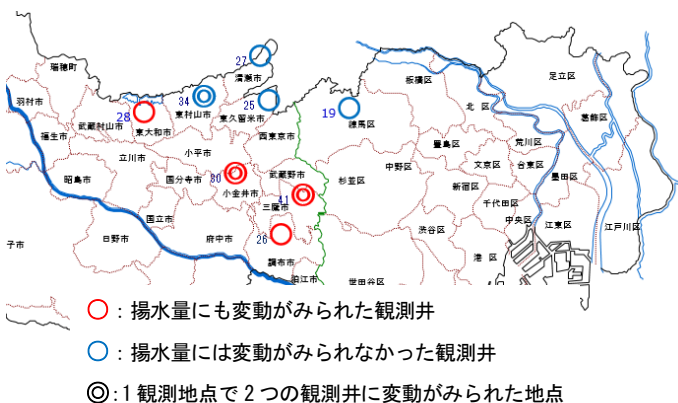 瑞穂町
27
清瀬市
板橋区
足立区
羽村市
34
25
19
北 区
葛飾区
28
東村山市
東久留米市
練馬区
武蔵村山市
東大和市
福生市
西東京市
豊島区
荒川区
立川市
小平市
中野区
文京区
台東区
昭島市
国分寺市
30
武蔵野市
杉並区
新宿区
墨田区
小金井市
41
千代田区
国立市
三鷹市
中央区
江東区
江戸川区
子市
日野市
府中市
26
渋谷区
調布市
港 区
狛江市
世田谷区
○：揚水量にも変動がみられた観測井
○：揚水量には変動がみられなかった観測井
◎:1 観測地点で 2 つの観測井に変動がみられた地点